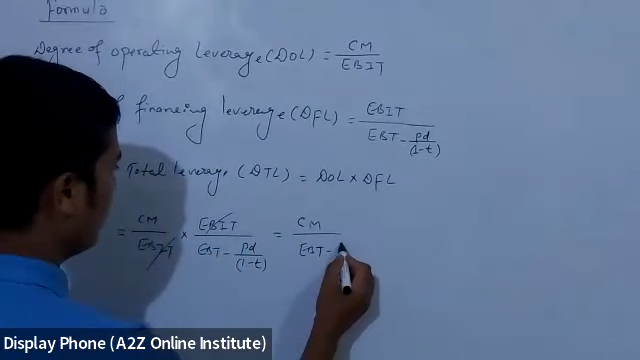 Formula
Degree of operating leverage (DOL) = CM / EBIT
of financing leverage (DFL) = EBIT / EBT - pd/(1-t)
Total leverage (DTL) = DOL × DFL
= CM / EBIT × EBIT / EBT - pd/(1-t) = CM / EBT -
Display Phone (A2Z Online Institute)